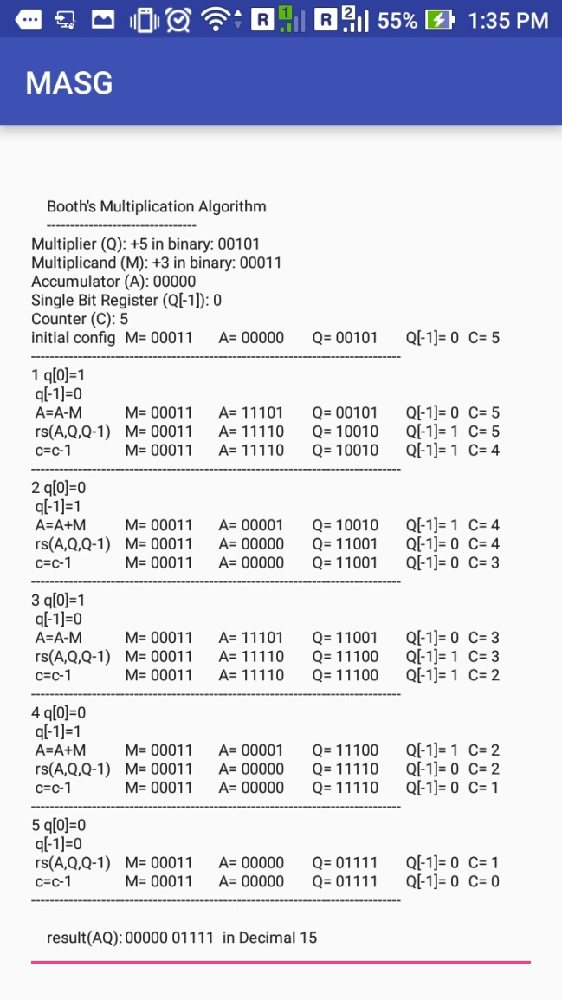 R 1 R 2 55% 1:35 PM
MASG
Booth's Multiplication Algorithm
--------------------------------
Multiplier (Q): +5 in binary: 00101
Multiplicand (M): +3 in binary: 00011
Accumulator (A): 00000
Single Bit Register (Q[-1]): 0
Counter (C): 5
initial config M= 00011 A= 00000 Q= 00101 Q[-1]= 0 C= 5
--------------------------------------------------------------------------------
1 q[0]=1
q[-1]=0
A=A-M M= 00011 A= 11101 Q= 00101 Q[-1]= 0 C= 5
rs(A,Q,Q-1) M= 00011 A= 11110 Q= 10010 Q[-1]= 1 C= 5
c=c-1 M= 00011 A= 11110 Q= 10010 Q[-1]= 1 C= 4
--------------------------------------------------------------------------------
2 q[0]=0
q[-1]=1
A=A+M M= 00011 A= 00001 Q= 10010 Q[-1]= 1 C= 4
rs(A,Q,Q-1) M= 00011 A= 00000 Q= 11001 Q[-1]= 0 C= 4
c=c-1 M= 00011 A= 00000 Q= 11001 Q[-1]= 0 C= 3
--------------------------------------------------------------------------------
3 q[0]=1
q[-1]=0
A=A-M M= 00011 A= 11101 Q= 11001 Q[-1]= 0 C= 3
rs(A,Q,Q-1) M= 00011 A= 11110 Q= 11100 Q[-1]= 1 C= 3
c=c-1 M= 00011 A= 11110 Q= 11100 Q[-1]= 1 C= 2
--------------------------------------------------------------------------------
4 q[0]=0
q[-1]=1
A=A+M M= 00011 A= 00001 Q= 11100 Q[-1]= 1 C= 2
rs(A,Q,Q-1) M= 00011 A= 00000 Q= 11110 Q[-1]= 0 C= 2
c=c-1 M= 00011 A= 00000 Q= 11110 Q[-1]= 0 C= 1
--------------------------------------------------------------------------------
5 q[0]=0
q[-1]=0
rs(A,Q,Q-1) M= 00011 A= 00000 Q= 01111 Q[-1]= 0 C= 1
c=c-1 M= 00011 A= 00000 Q= 01111 Q[-1]= 0 C= 0
--------------------------------------------------------------------------------
result(AQ): 00000 01111 in Decimal 15